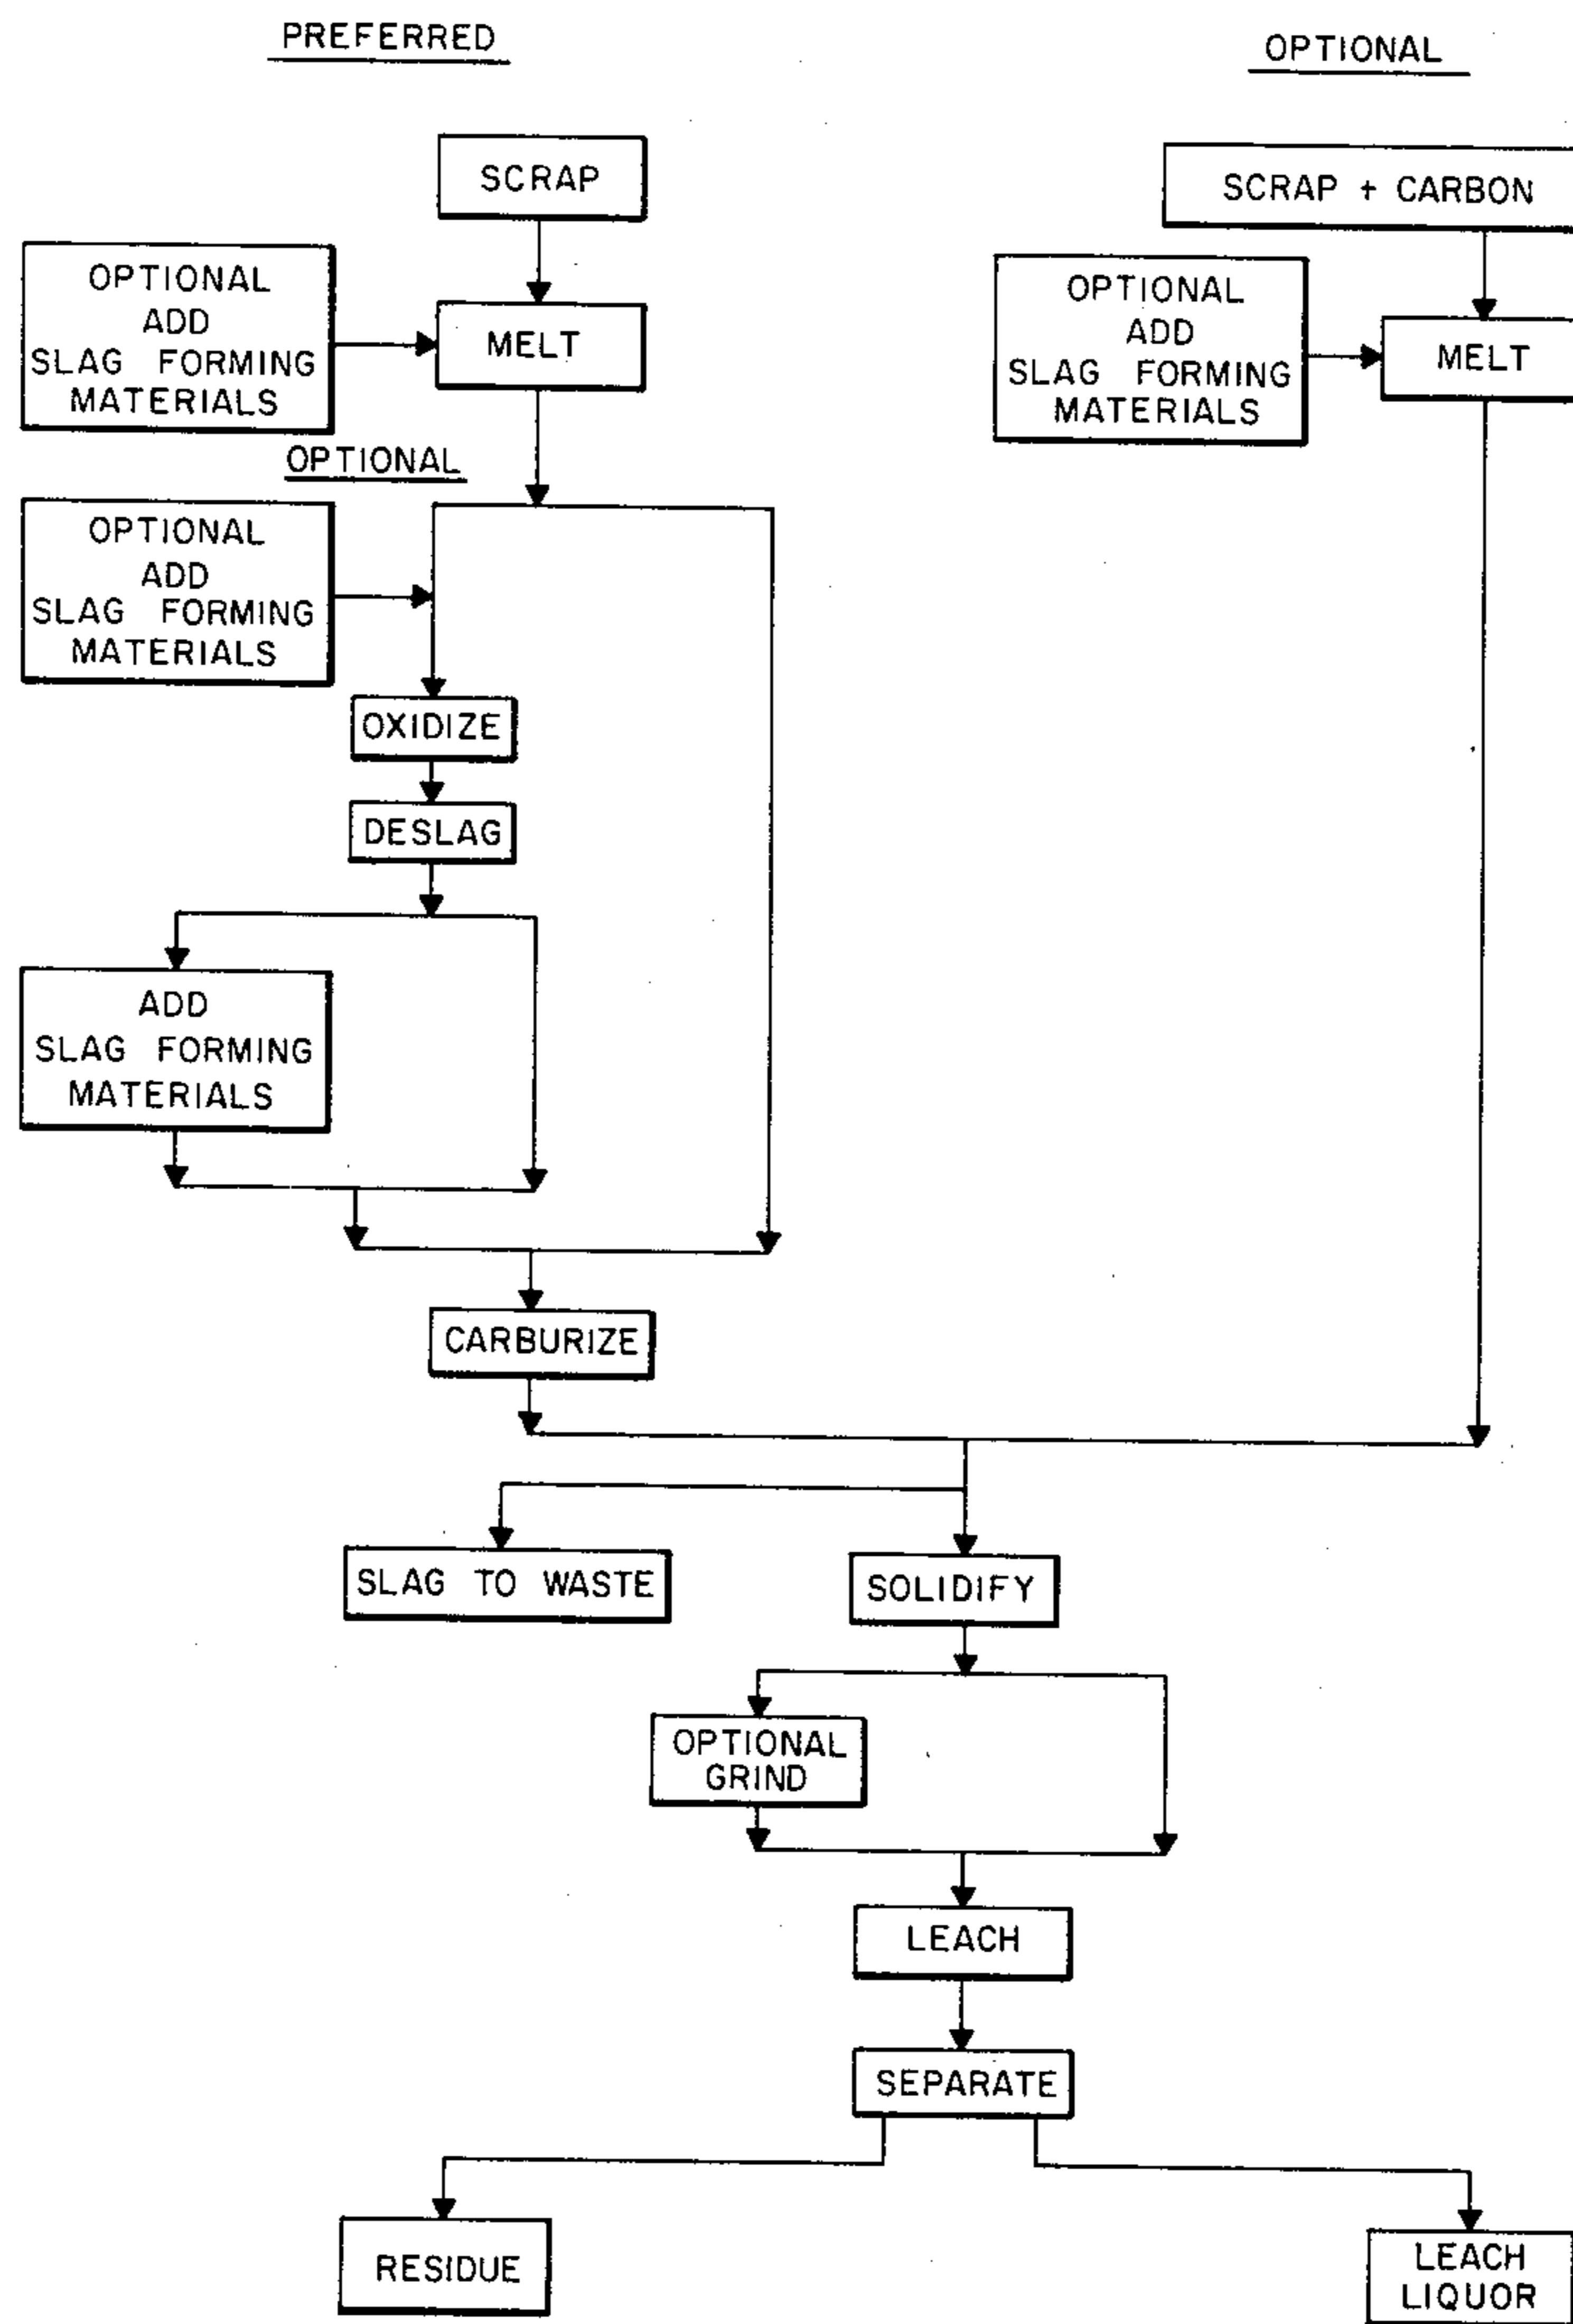 PREFERRED
OPTIONAL
SCRAP
SCRAP + CARBON
OPTIONAL
ADD
SLAG FORMING
MATERIALS
MELT
OPTIONAL
ADD
SLAG FORMING
MATERIALS
MELT
OPTIONAL
OPTIONAL
ADD
SLAG FORMING
MATERIALS
OXIDIZE
DESLAG
ADD
SLAG FORMING
MATERIALS
CARBURIZE
SLAG TO WASTE
SOLIDIFY
OPTIONAL
GRIND
LEACH
SEPARATE
RESIDUE
LEACH
LIQUOR